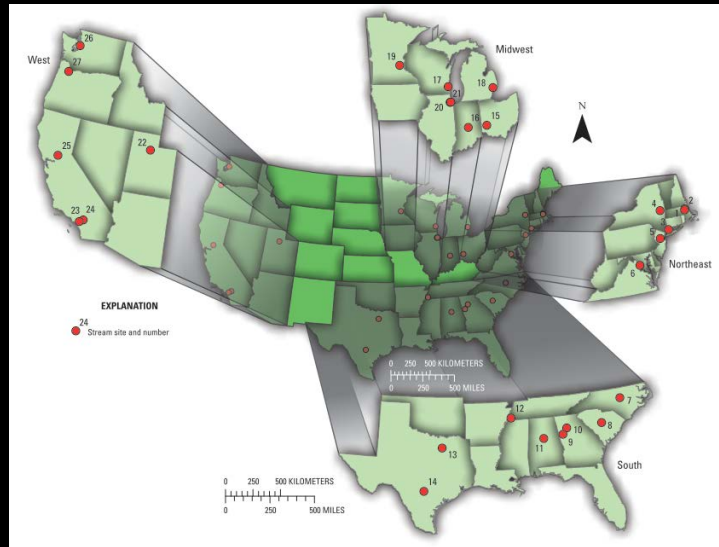 West
26
27
25
22
23
24
Midwest
19
17
18
21
20
16
15
N
4
2
3
5
6
Northeast
EXPLANATION
24
Stream site and number
0 250 500 KILOMETERS
0 250 500 MILES
12
7
8
10
9
11
13
14
South
0 250 500 KILOMETERS
0 250 500 MILES